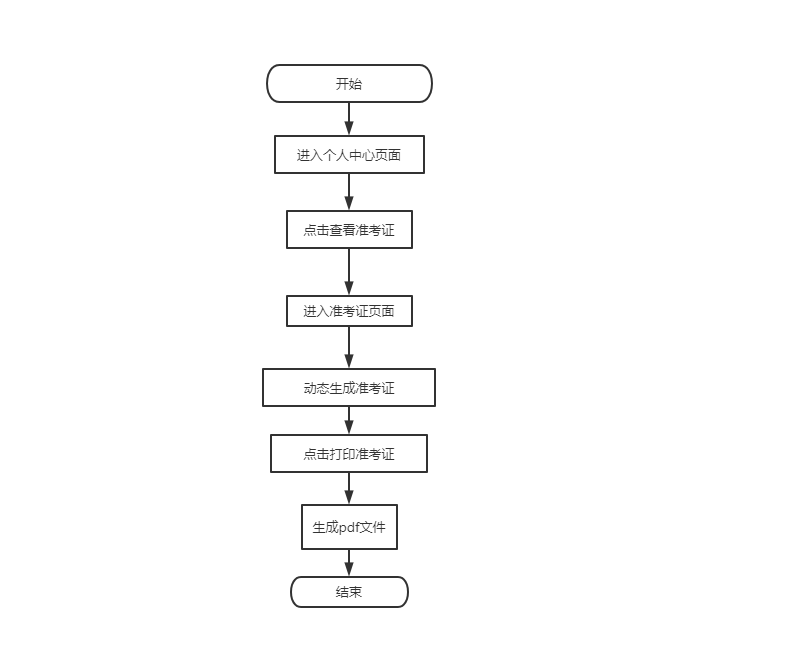 开始
进入个人中心页面
点击查看准考证
进入准考证页面
动态生成准考证
点击打印准考证
生成pdf文件
结束